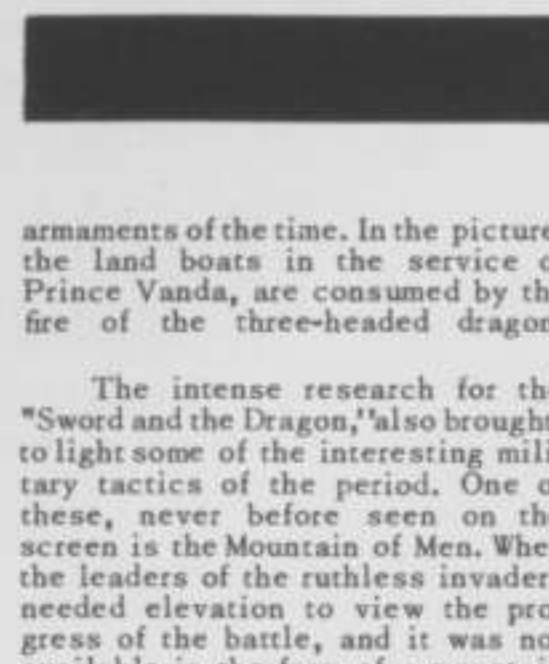 armaments of the time. In the picture
the land boats in the service o
Prince Vanda, are consumed by th
fire of the three-headed dragon
The intense research for th
"Sword and the Dragon,"also brought
to light some of the interesting mili
tary tactics of the period. One o
these, never before seen on th
screen is the Mountain of Men. Whe
the leaders of the ruthless invader
needed elevation to view the pro
gress of the battle, and it was no